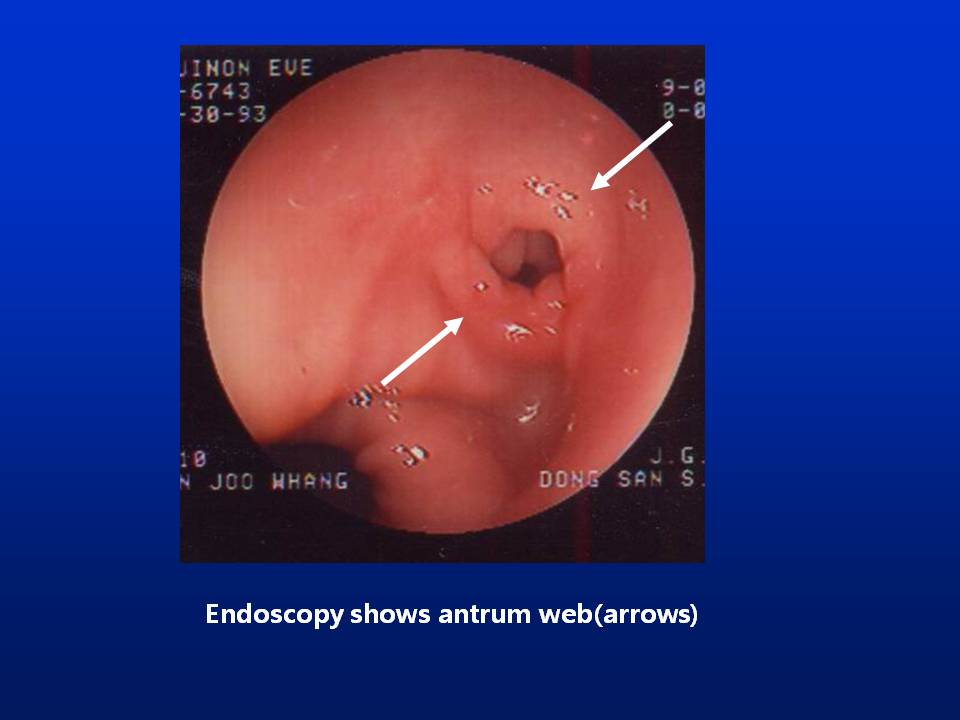 JINON EVE
-6743
-30-93
9-0
0-0
10
N JOO WHANG
J.G.
DONG SAN S.
Endoscopy shows antrum web(arrows)